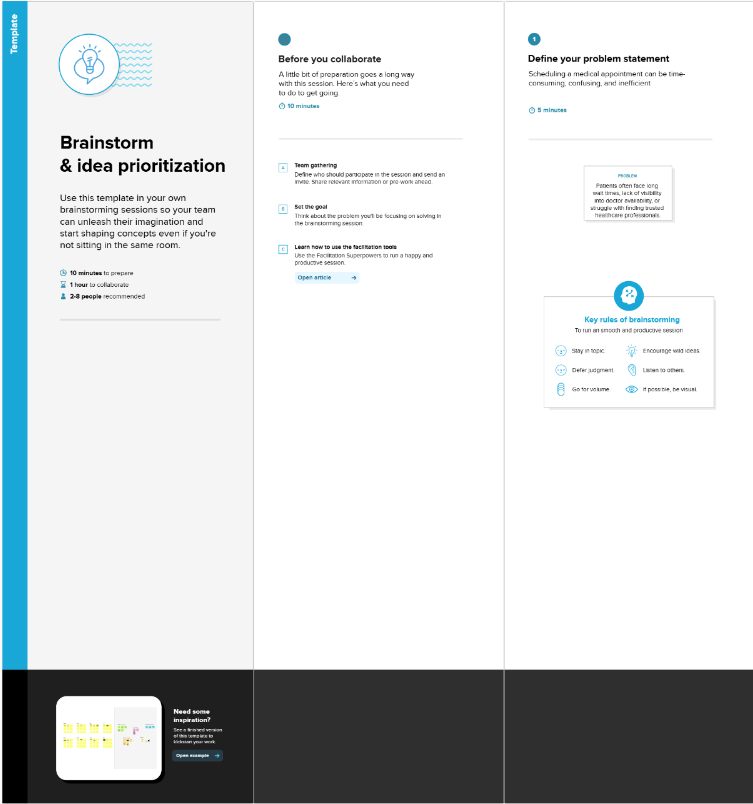 Template
Brainstorm
& idea prioritization
Use this template in your own
brainstorming sessions so your team
can unleash their imagination and
start shaping concepts even if you're
not sitting in the same room.
10 minutes to prepare
1 hour to collaborate
2-8 people recommended
Need some
inspiration?
See a finished version
of this template to
kickstart your work.
Open example
Before you collaborate
A little bit of preparation goes a long way
with this session. Here's what you need
to do to get going.
10 minutes
A
Team gathering
Define who should participate in the session and send an
invite. Share relevant information or pre-work ahead.
B
Set the goal
Think about the problem you'll be focusing on solving in
the brainstorming session.
C
Learn how to use the facilitation tools
Use the Facilitation Superpowers to run a happy and
productive session.
Open article
1
Define your problem statement
Scheduling a medical appointment can be time-
consuming, confusing, and inefficient
5 minutes
PROBLEM
Patients often face long
wait times, lack of visibility
into doctor availability, or
struggle with finding trusted
healthcare professionals.
Key rules of brainstorming
To run an smooth and productive session
Stay in topic.
Encourage wild ideas.
Defer judgment.
Listen to others.
Go for volume.
If possible, be visual.